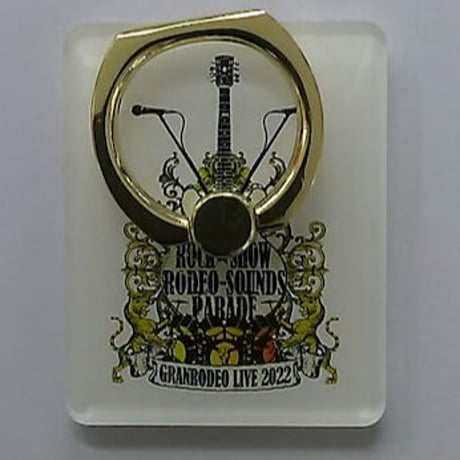 ROCK-SHOW
RODEO-SOUNDS
PARADE
GRANRODEO LIVE 2022